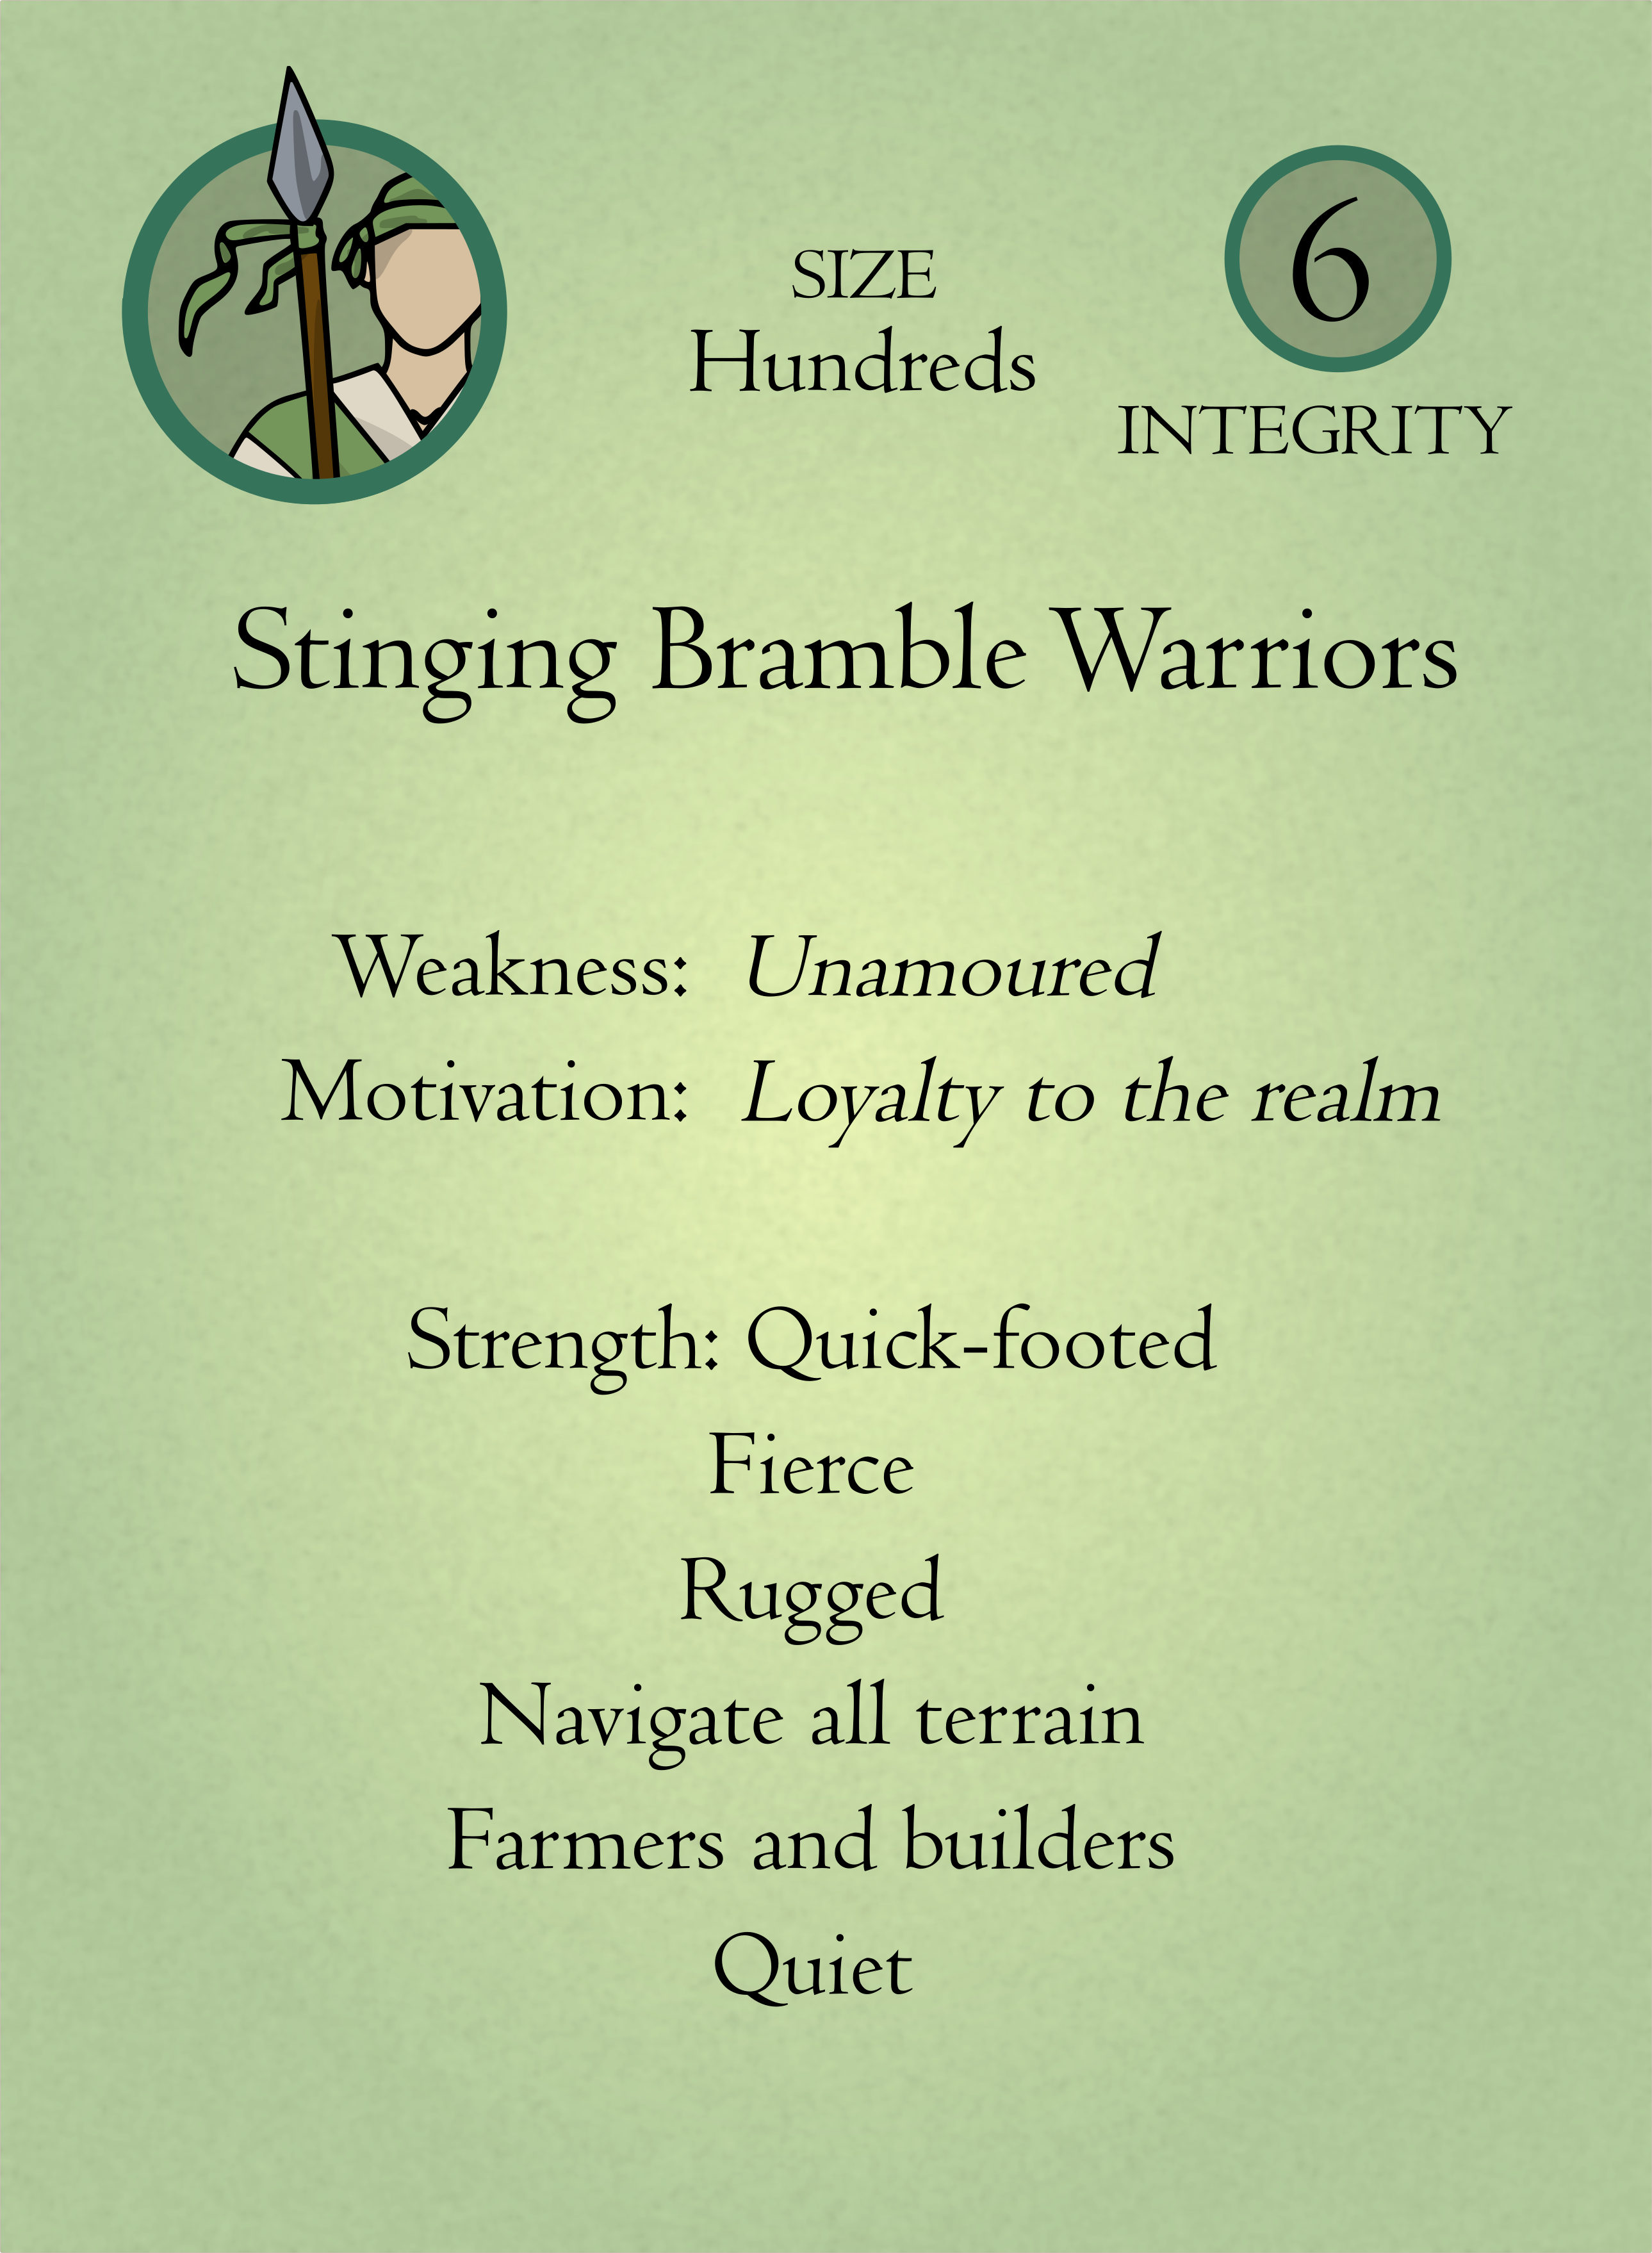 SIZE
Hundreds
6
INTEGRITY
Stinging Bramble Warriors
Weakness: Unamoured
Motivation: Loyalty to the realm
Strength: Quick-footed
Fierce
Rugged
Navigate all terrain
Farmers and builders
Quiet